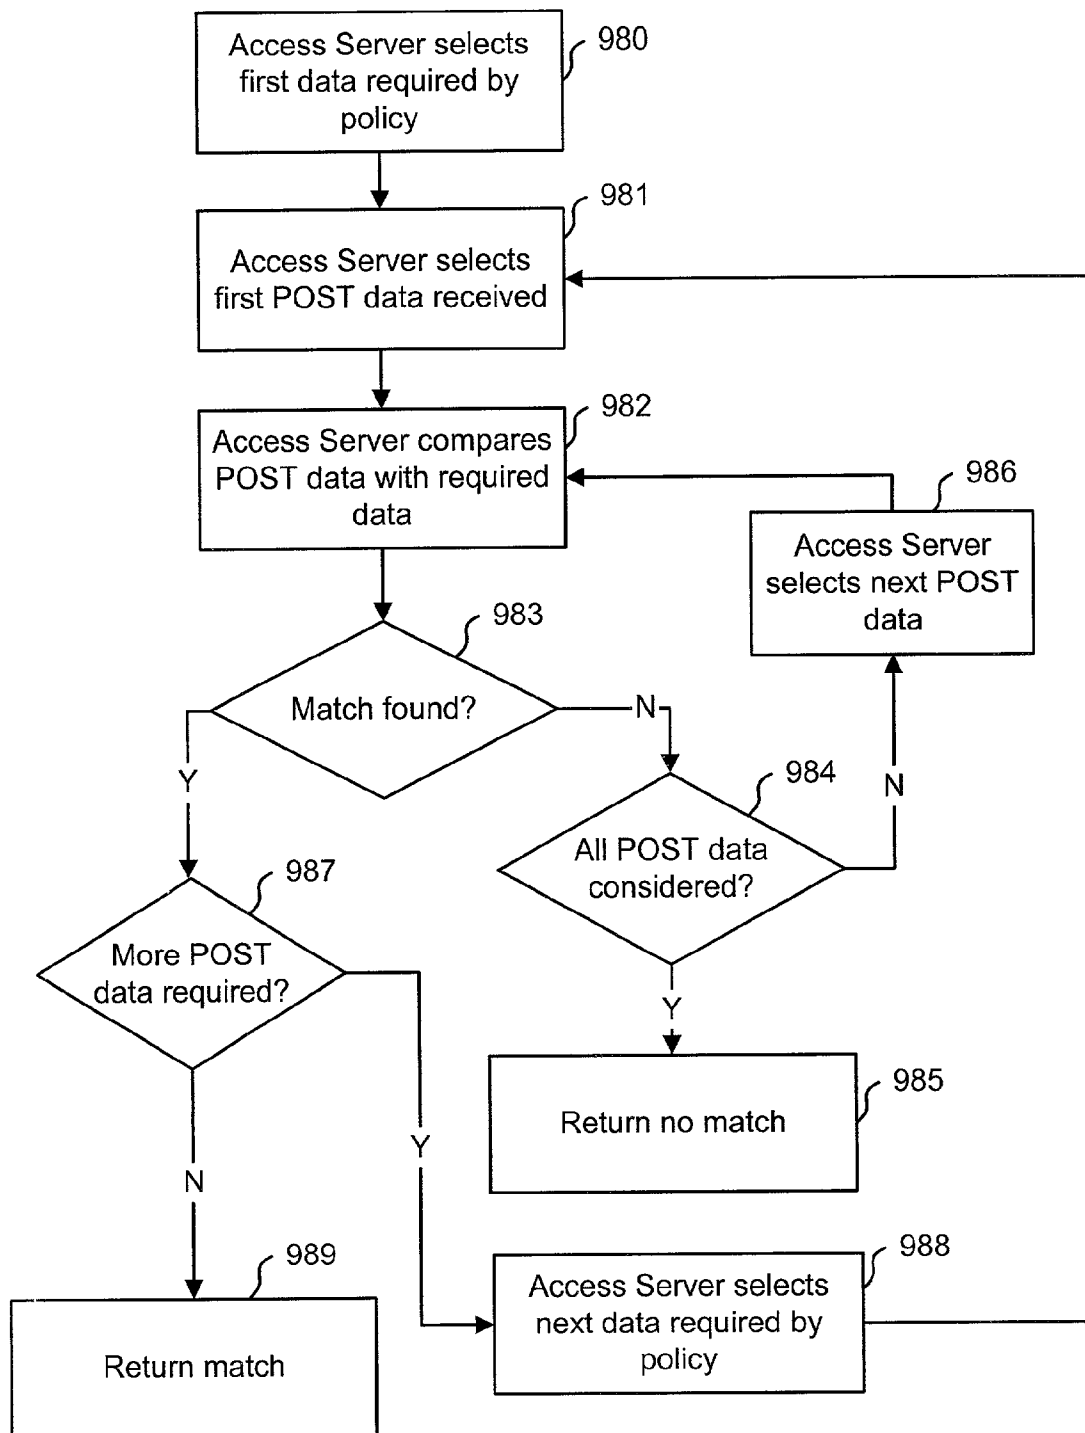 Access Server selects
first data required by
policy
980
981
Access Server selects
first POST data received
982
Access Server compares
POST data with required
data
986
Access Server
selects next POST
data
983
Match found?
N
Y
984
All POST data
considered?
N
987
More POST
data required?
Y
985
Return no match
Y
N
989
Return match
988
Access Server selects
next data required by
policy